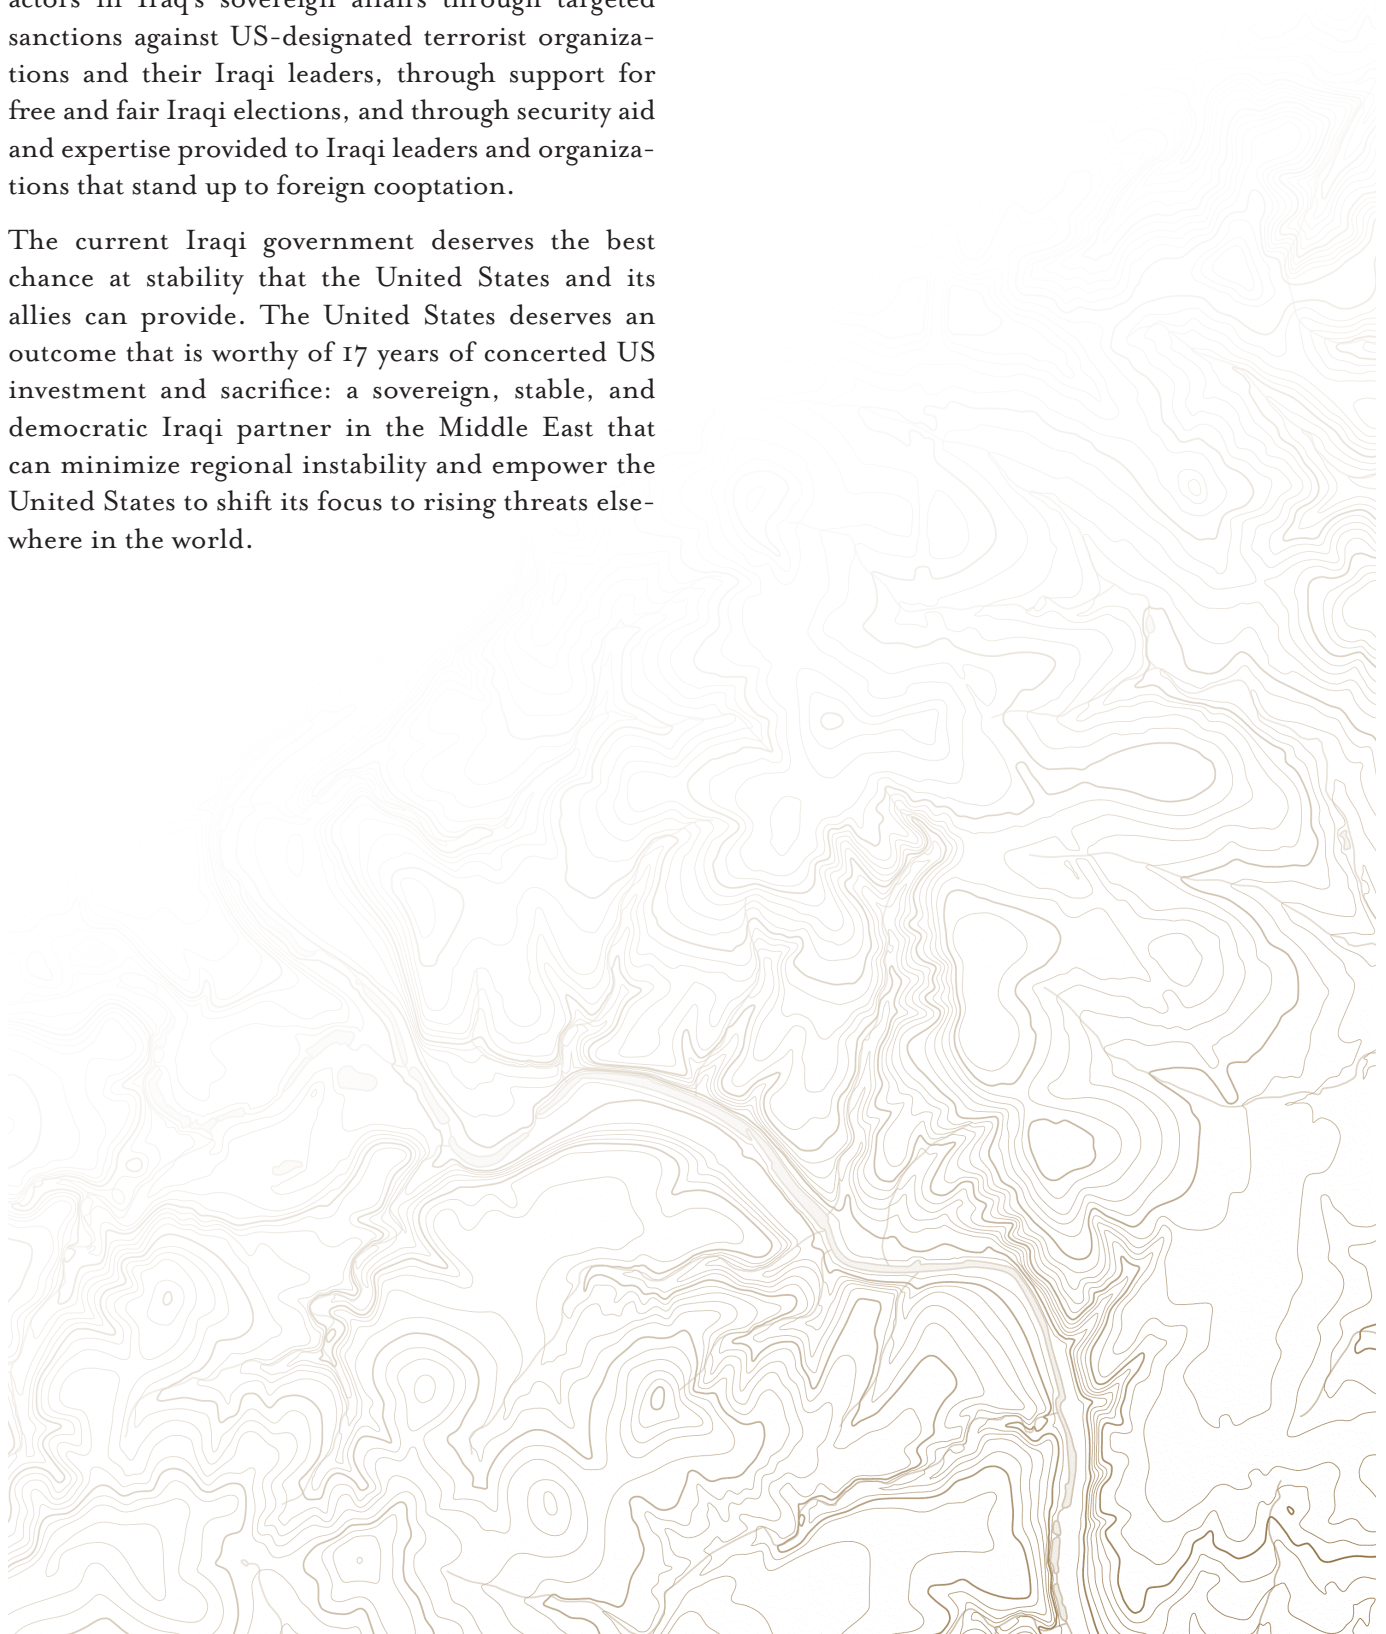 actors in Iraq's sovereign affairs through targeted
sanctions against US-designated terrorist organiza-
tions and their Iraqi leaders, through support for
free and fair Iraqi elections, and through security aid
and expertise provided to Iraqi leaders and organiza-
tions that stand up to foreign cooptation.
The current Iraqi government deserves the best
chance at stability that the United States and its
allies can provide. The United States deserves an
outcome that is worthy of 17 years of concerted US
investment and sacrifice: a sovereign, stable, and
democratic Iraqi partner in the Middle East that
can minimize regional instability and empower the
United States to shift its focus to rising threats else-
where in the world.